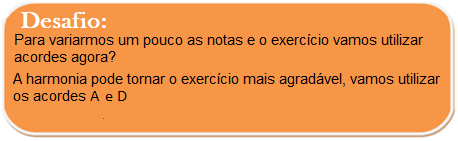 Desafio:
Para variarmos um pouco as notas e o exercício vamos utilizar
acordes agora?
A harmonia pode tornar o exercício mais agradável, vamos utilizar
os acordes A e D